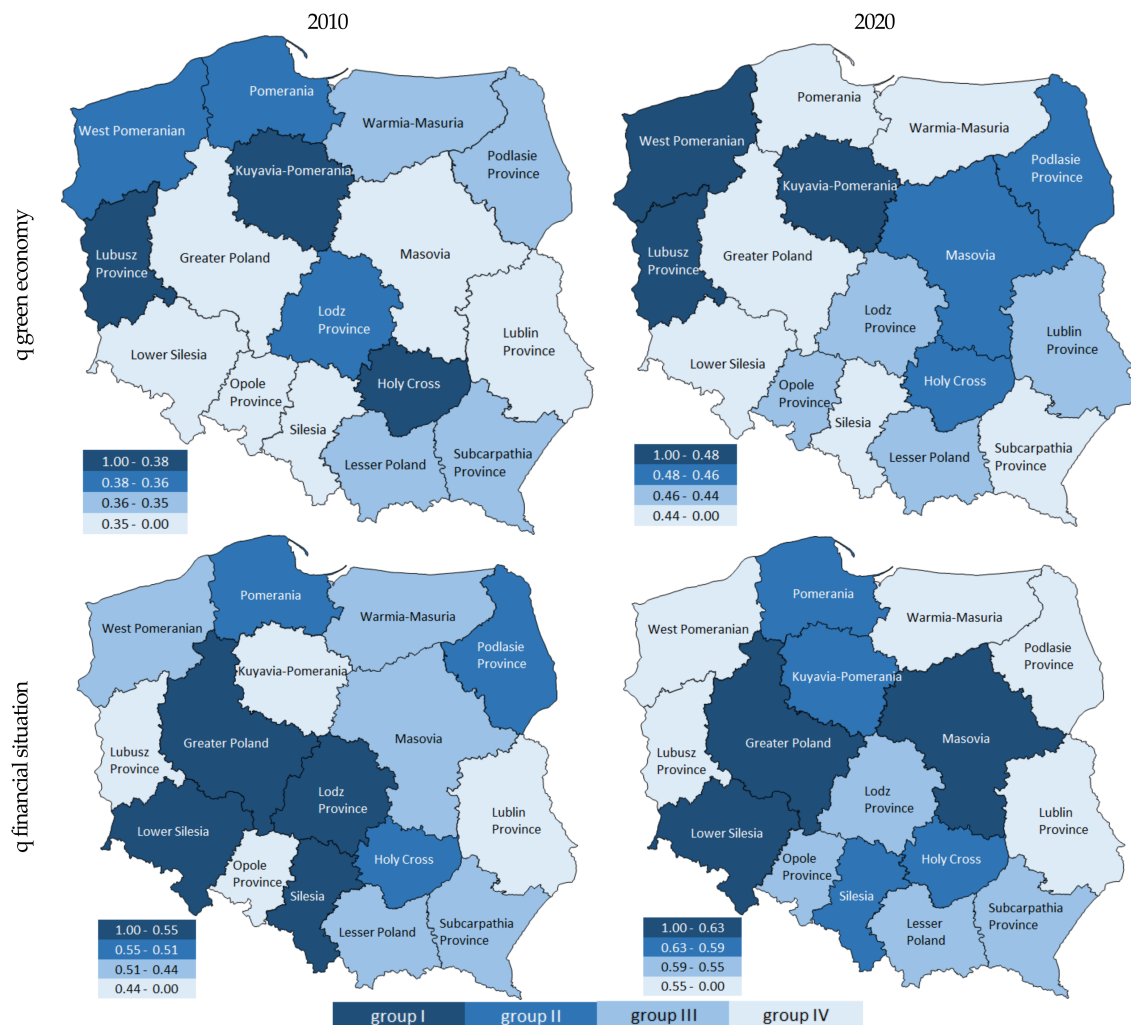 2010
2020
q green economy
Pomerania
West Pomeranian
Warmia-Masuria
Kuyavia-Pomerania
Podlasie
Province
Lubusz
Province
Greater Poland
Masovia
Lodz
Province
Lublin
Province
Lower Silesia
Opole
Province
Holy Cross
Silesia
Lesser Poland
Subcarpathia
Province
1.00 - 0.38
0.38 - 0.36
0.36 - 0.35
0.35 - 0.00
Pomerania
West Pomeranian
Warmia-Masuria
Podlasie
Province
Kuyavia-Pomerania
Lubusz
Province
Greater Poland
Masovia
Lodz
Province
Lublin
Province
Lower Silesia
Opole
Province
Holy Cross
Silesia
Lesser Poland
Subcarpathia
Province
1.00 - 0.48
0.48 - 0.46
0.46 - 0.44
0.44 - 0.00
q financial situation
Pomerania
West Pomeranian
Warmia-Masuria
Podlasie
Province
Kuyavia-Pomerania
Lubusz
Province
Greater Poland
Masovia
Lodz
Province
Lublin
Province
Lower Silesia
Opole
Province
Holy Cross
Silesia
Lesser Poland
Subcarpathia
Province
1.00 - 0.55
0.55 - 0.51
0.51 - 0.44
0.44 - 0.00
Pomerania
West Pomeranian
Warmia-Masuria
Podlasie
Province
Kuyavia-Pomerania
Lubusz
Province
Greater Poland
Masovia
Lodz
Province
Lublin
Province
Lower Silesia
Opole
Province
Holy Cross
Silesia
Lesser
Poland
Subcarpathia
Province
1.00 - 0.63
0.63 - 0.59
0.59 - 0.55
0.55 - 0.00
group I
group II
group III
group IV